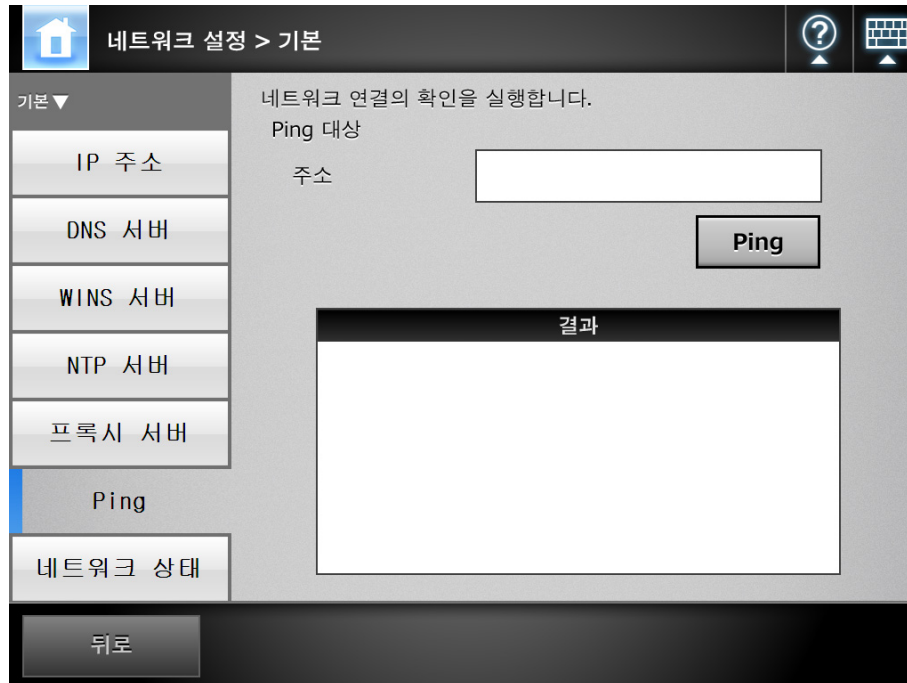 네트워크 설정 > 기본
?
기본▼
IP 주소
DNS 서버
WINS 서버
NTP 서버
프록시 서버
Ping
네트워크 상태
네트워크 연결의 확인을 실행합니다.
Ping 대상
주소
Ping
결과
뒤로